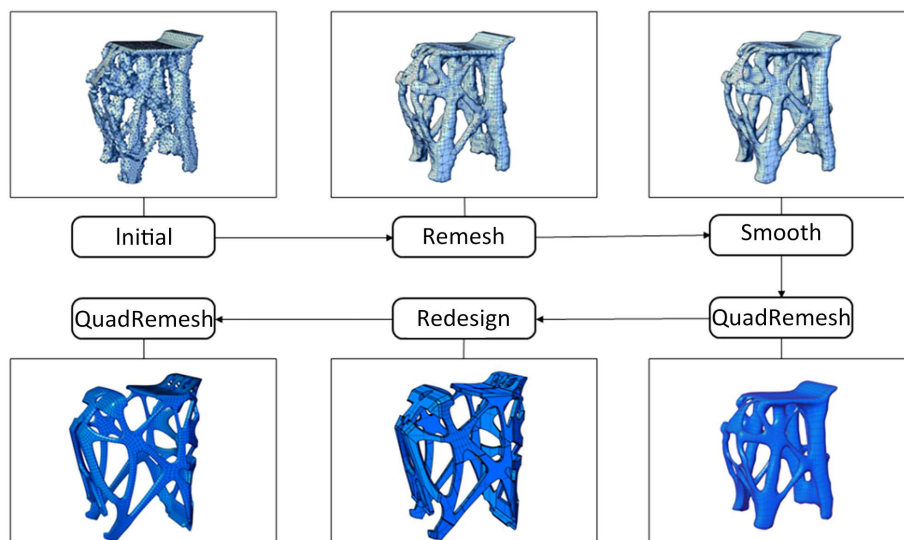 Initial
Remesh
Smooth
QuadRemesh
Redesign
QuadRemesh